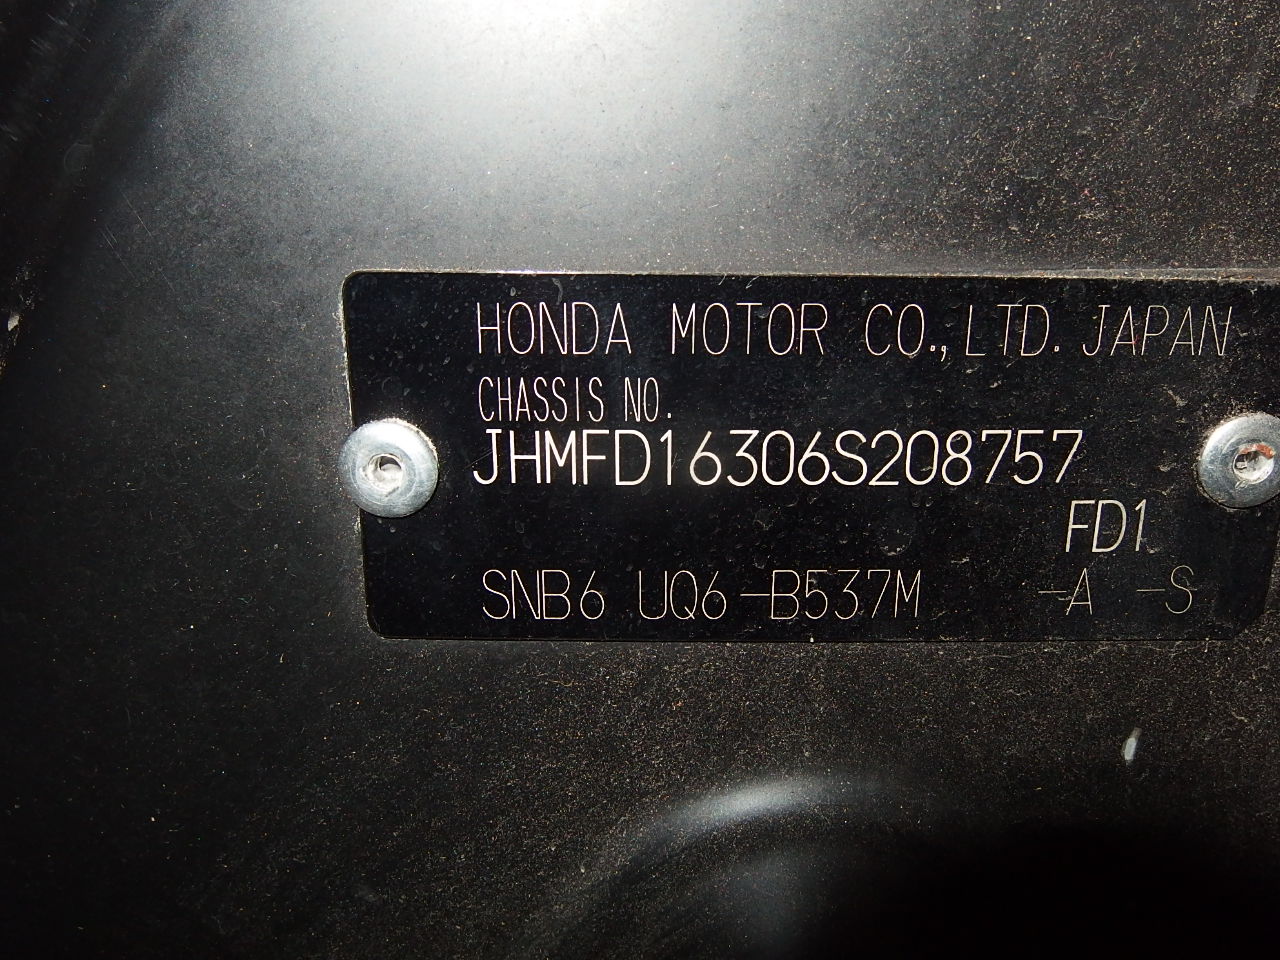 HONDA MOTOR CO., LTD. JAPAN
CHASSIS NO.
JHMFD16306S208757
FD1
SNB6 UQ6-B537M -A -S